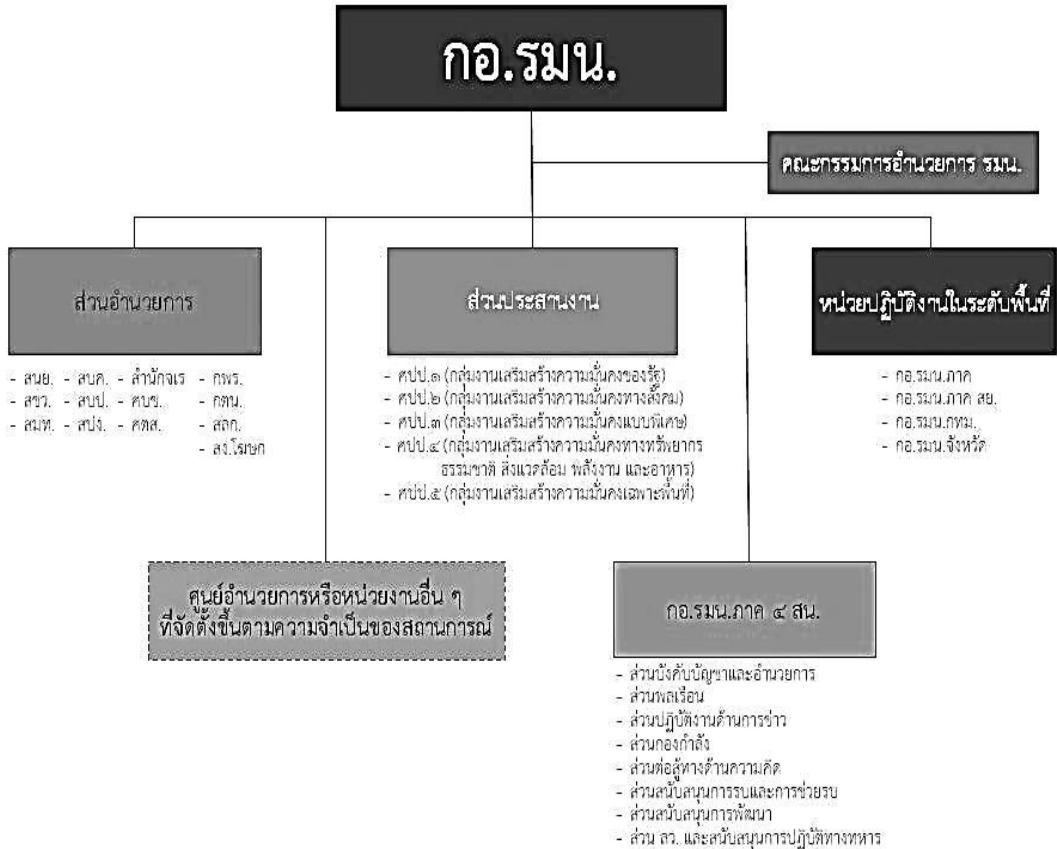 กอ.รมน.
คณะกรรมการอำนวยการ รมน.
ส่วนอำนวยการ
- สนย. - สบค. - สำนักจเร - กพร.
- สขว. - สบป. - ศบข. - กตน.
- สมท. - สปง. - ศตส. - สลก.
- สง.โฆษก
ส่วนประสานงาน
- ศปป.๑ (กลุ่มงานเสริมสร้างความมั่นคงของรัฐ)
- ศปป.๒ (กลุ่มงานเสริมสร้างความมั่นคงทางสังคม)
- ศปป.๓ (กลุ่มงานเสริมสร้างความมั่นคงแบบพิเศษ)
- ศปป.๔ (กลุ่มงานเสริมสร้างความมั่นคงทางทรัพยากร
ธรรมชาติ สิ่งแวดล้อม พลังงาน และอาหาร)
- ศปป.๕ (กลุ่มงานเสริมสร้างความมั่นคงเฉพาะพื้นที่)
หน่วยปฏิบัติงานในระดับพื้นที่
- กอ.รมน.ภาค
- กอ.รมน.ภาค สย.
- กอ.รมน.กทม.
- กอ.รมน.จังหวัด
ศูนย์อำนวยการหรือหน่วยงานอื่น ๆ
ที่จัดตั้งขึ้นตามความจำเป็นของสถานการณ์
กอ.รมน.ภาค ๔ สน.
- ส่วนบังคับบัญชาและอำนวยการ
- ส่วนพลเรือน
- ส่วนปฏิบัติงานด้านการข่าว
- ส่วนกองกำลัง
- ส่วนต่อสู้ทางด้านความคิด
- ส่วนสนับสนุนการรบและการช่วยรบ
- ส่วนสนับสนุนการพัฒนา
- ส่วน ลว. และสนับสนุนการปฏิบัติทางทหาร